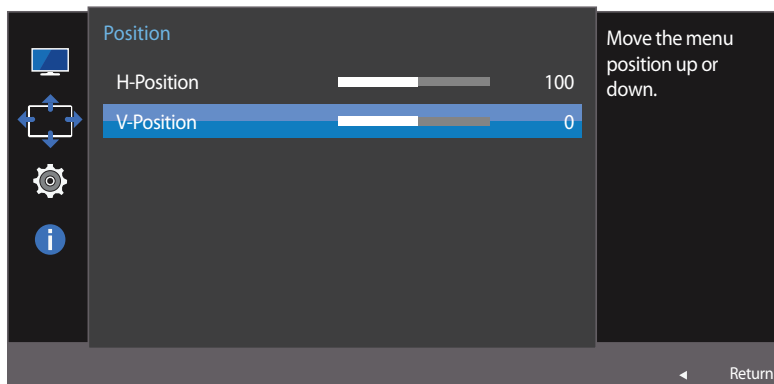 Position
H-Position 100
V-Position 0
Move the menu
position up or
down.
i
Return